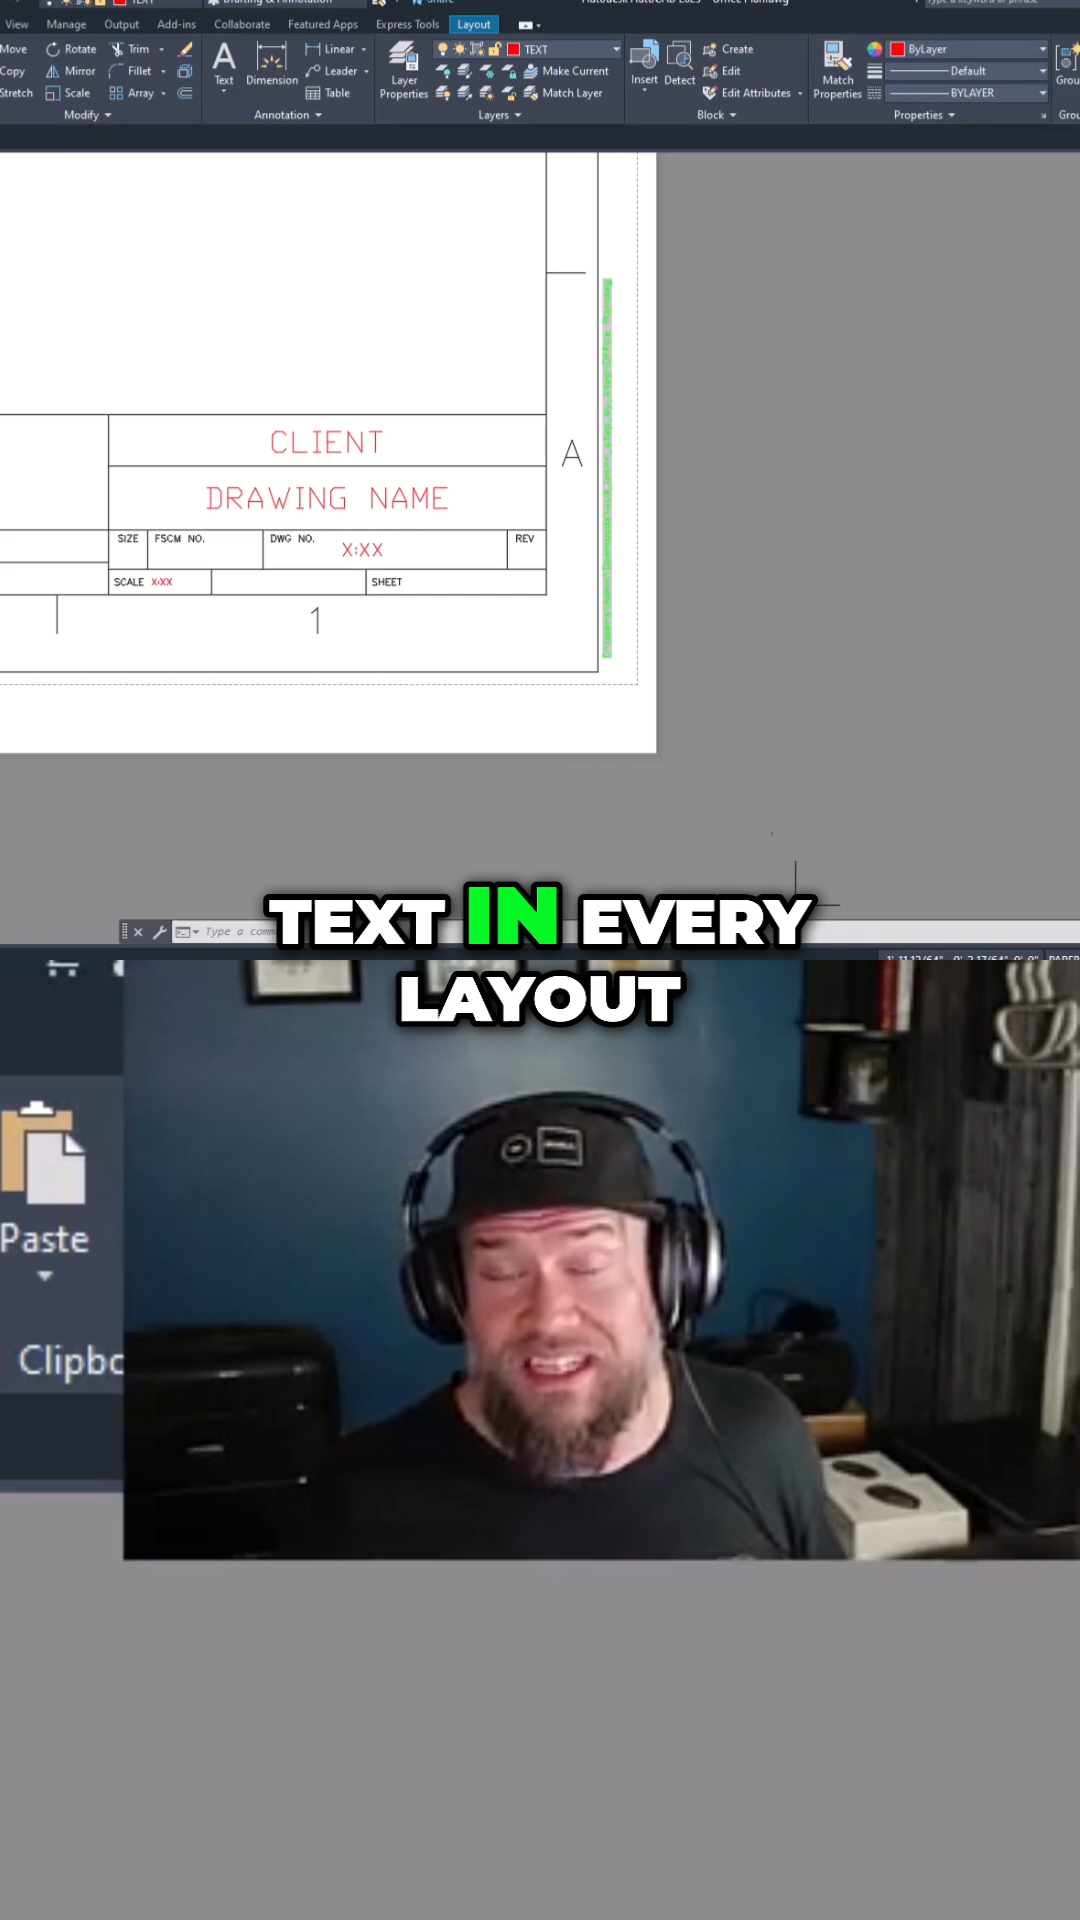 View Manage Output Add-ins Collaborate Featured Apps Express Tools Layout
Move Rotate Trim
Copy Mirror Fillet
Stretch Scale Array
Modify
Text Dimension
Linear
Leader
Table
Annotation
Layer Properties
TEXT
Make Current
Match Layer
Layers
Insert Detect
Create
Edit
Edit Attributes
Block
Match Properties
ByLayer
Default
BYLAYER
Properties
CLIENT
DRAWING NAME
A
SIZE FSCM NO. DWG NO. X:XX REV
SCALE X:XX SHEET
1
Type a
TEXT IN EVERY
LAYOUT
Paste